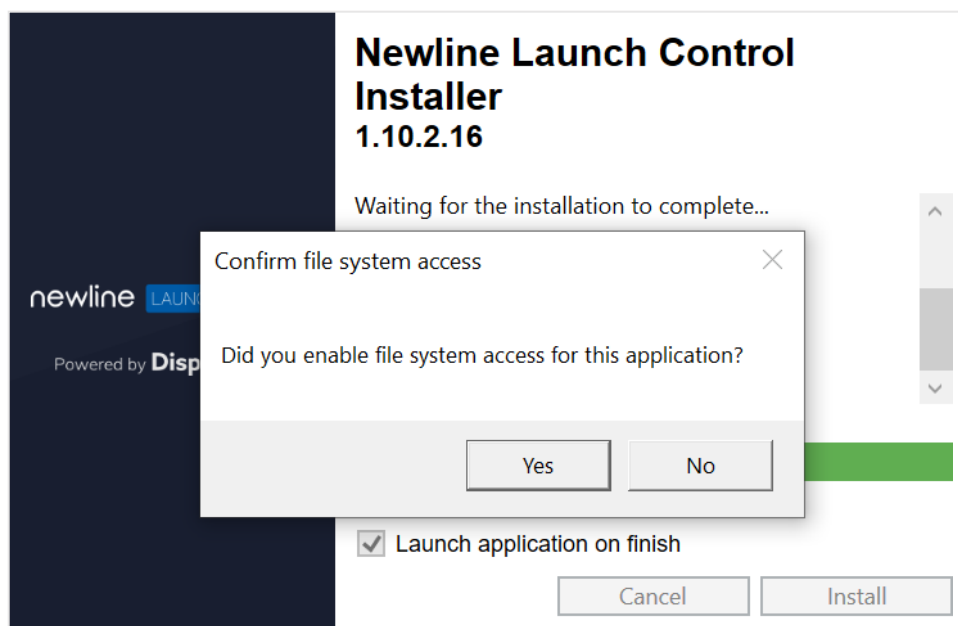 Newline Launch Control
Installer
1.10.2.16
Waiting for the installation to complete...
Confirm file system access
newline
Powered by
Did you enable file system access for this application?
Yes
No
Launch application on finish
Cancel
Install